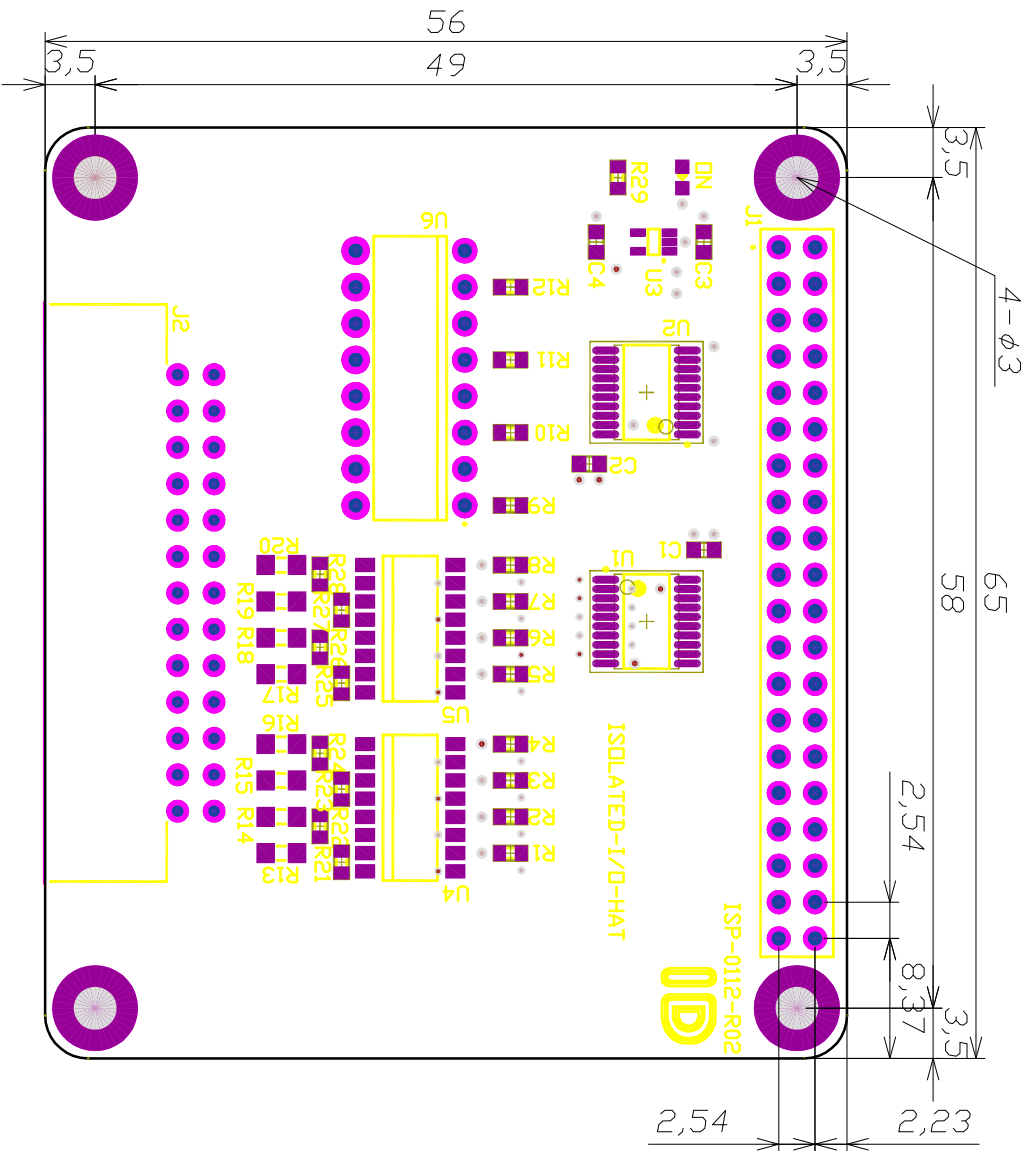 56
3,5
49
3,5
3,5
65
58
4-ϕ3
ON
R29
J1
U6
C4
U3
C3
J2
R12
U2
R11
R10
C2
R9
C1
U1
R20
R28
R8
R19
R27
R7
R18
R26
R6
R17
R25
R5
U5
R16
R24
R4
ISOLATED-I/O-HAT
R15
R23
R3
2,54
R14
R22
R2
R13
R21
R1
U4
ISP-0112-R02
ID
8,37
3,5
2,54
2,23